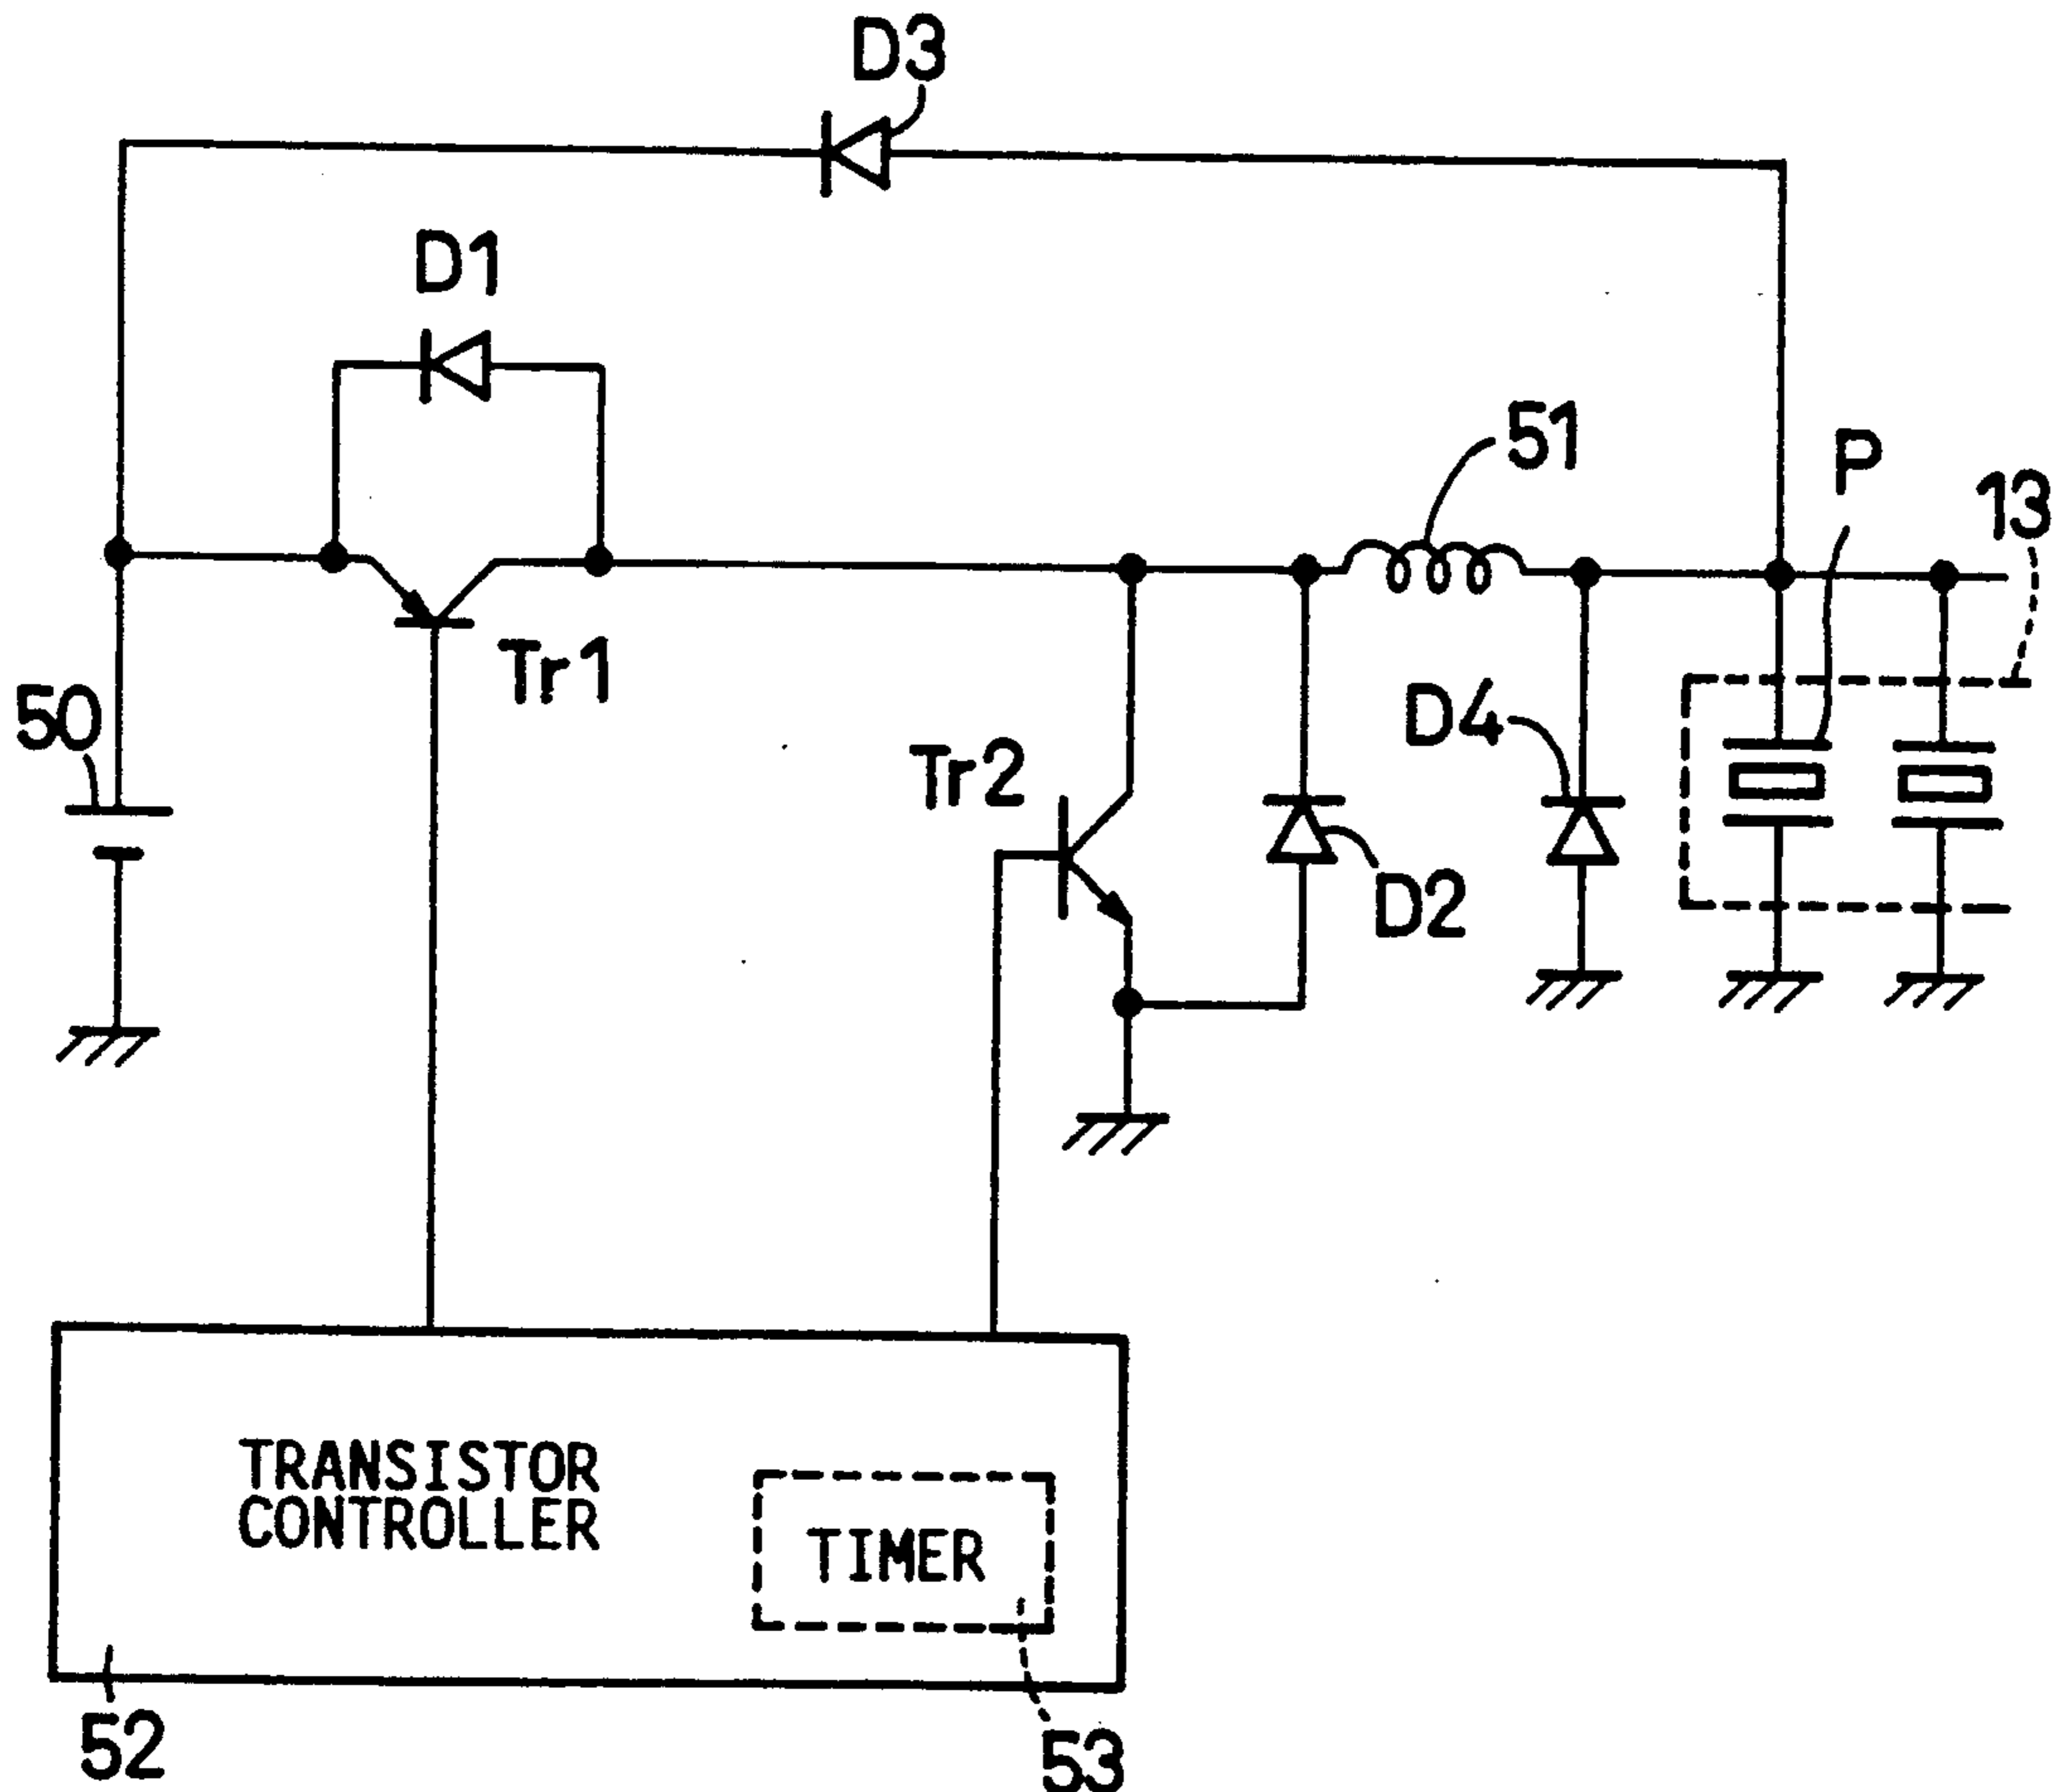 D3
D1
51
P
13
Tr1
50
D4
Tr2
D2
TRANSISTOR
CONTROLLER
TIMER
52
53